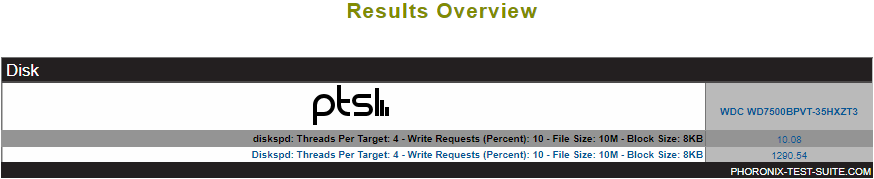 Results Overview
Disk
ptsl WDC WD7500BPVT-35HXZT3
diskspd: Threads Per Target: 4 - Write Requests (Percent): 10 - File Size: 10M - Block Size: 8KB 10.08
diskspd: Threads Per Target: 4 - Write Requests (Percent): 10 - File Size: 10M - Block Size: 8KB 1290.54
PHORONIX-TEST-SUITE.COM